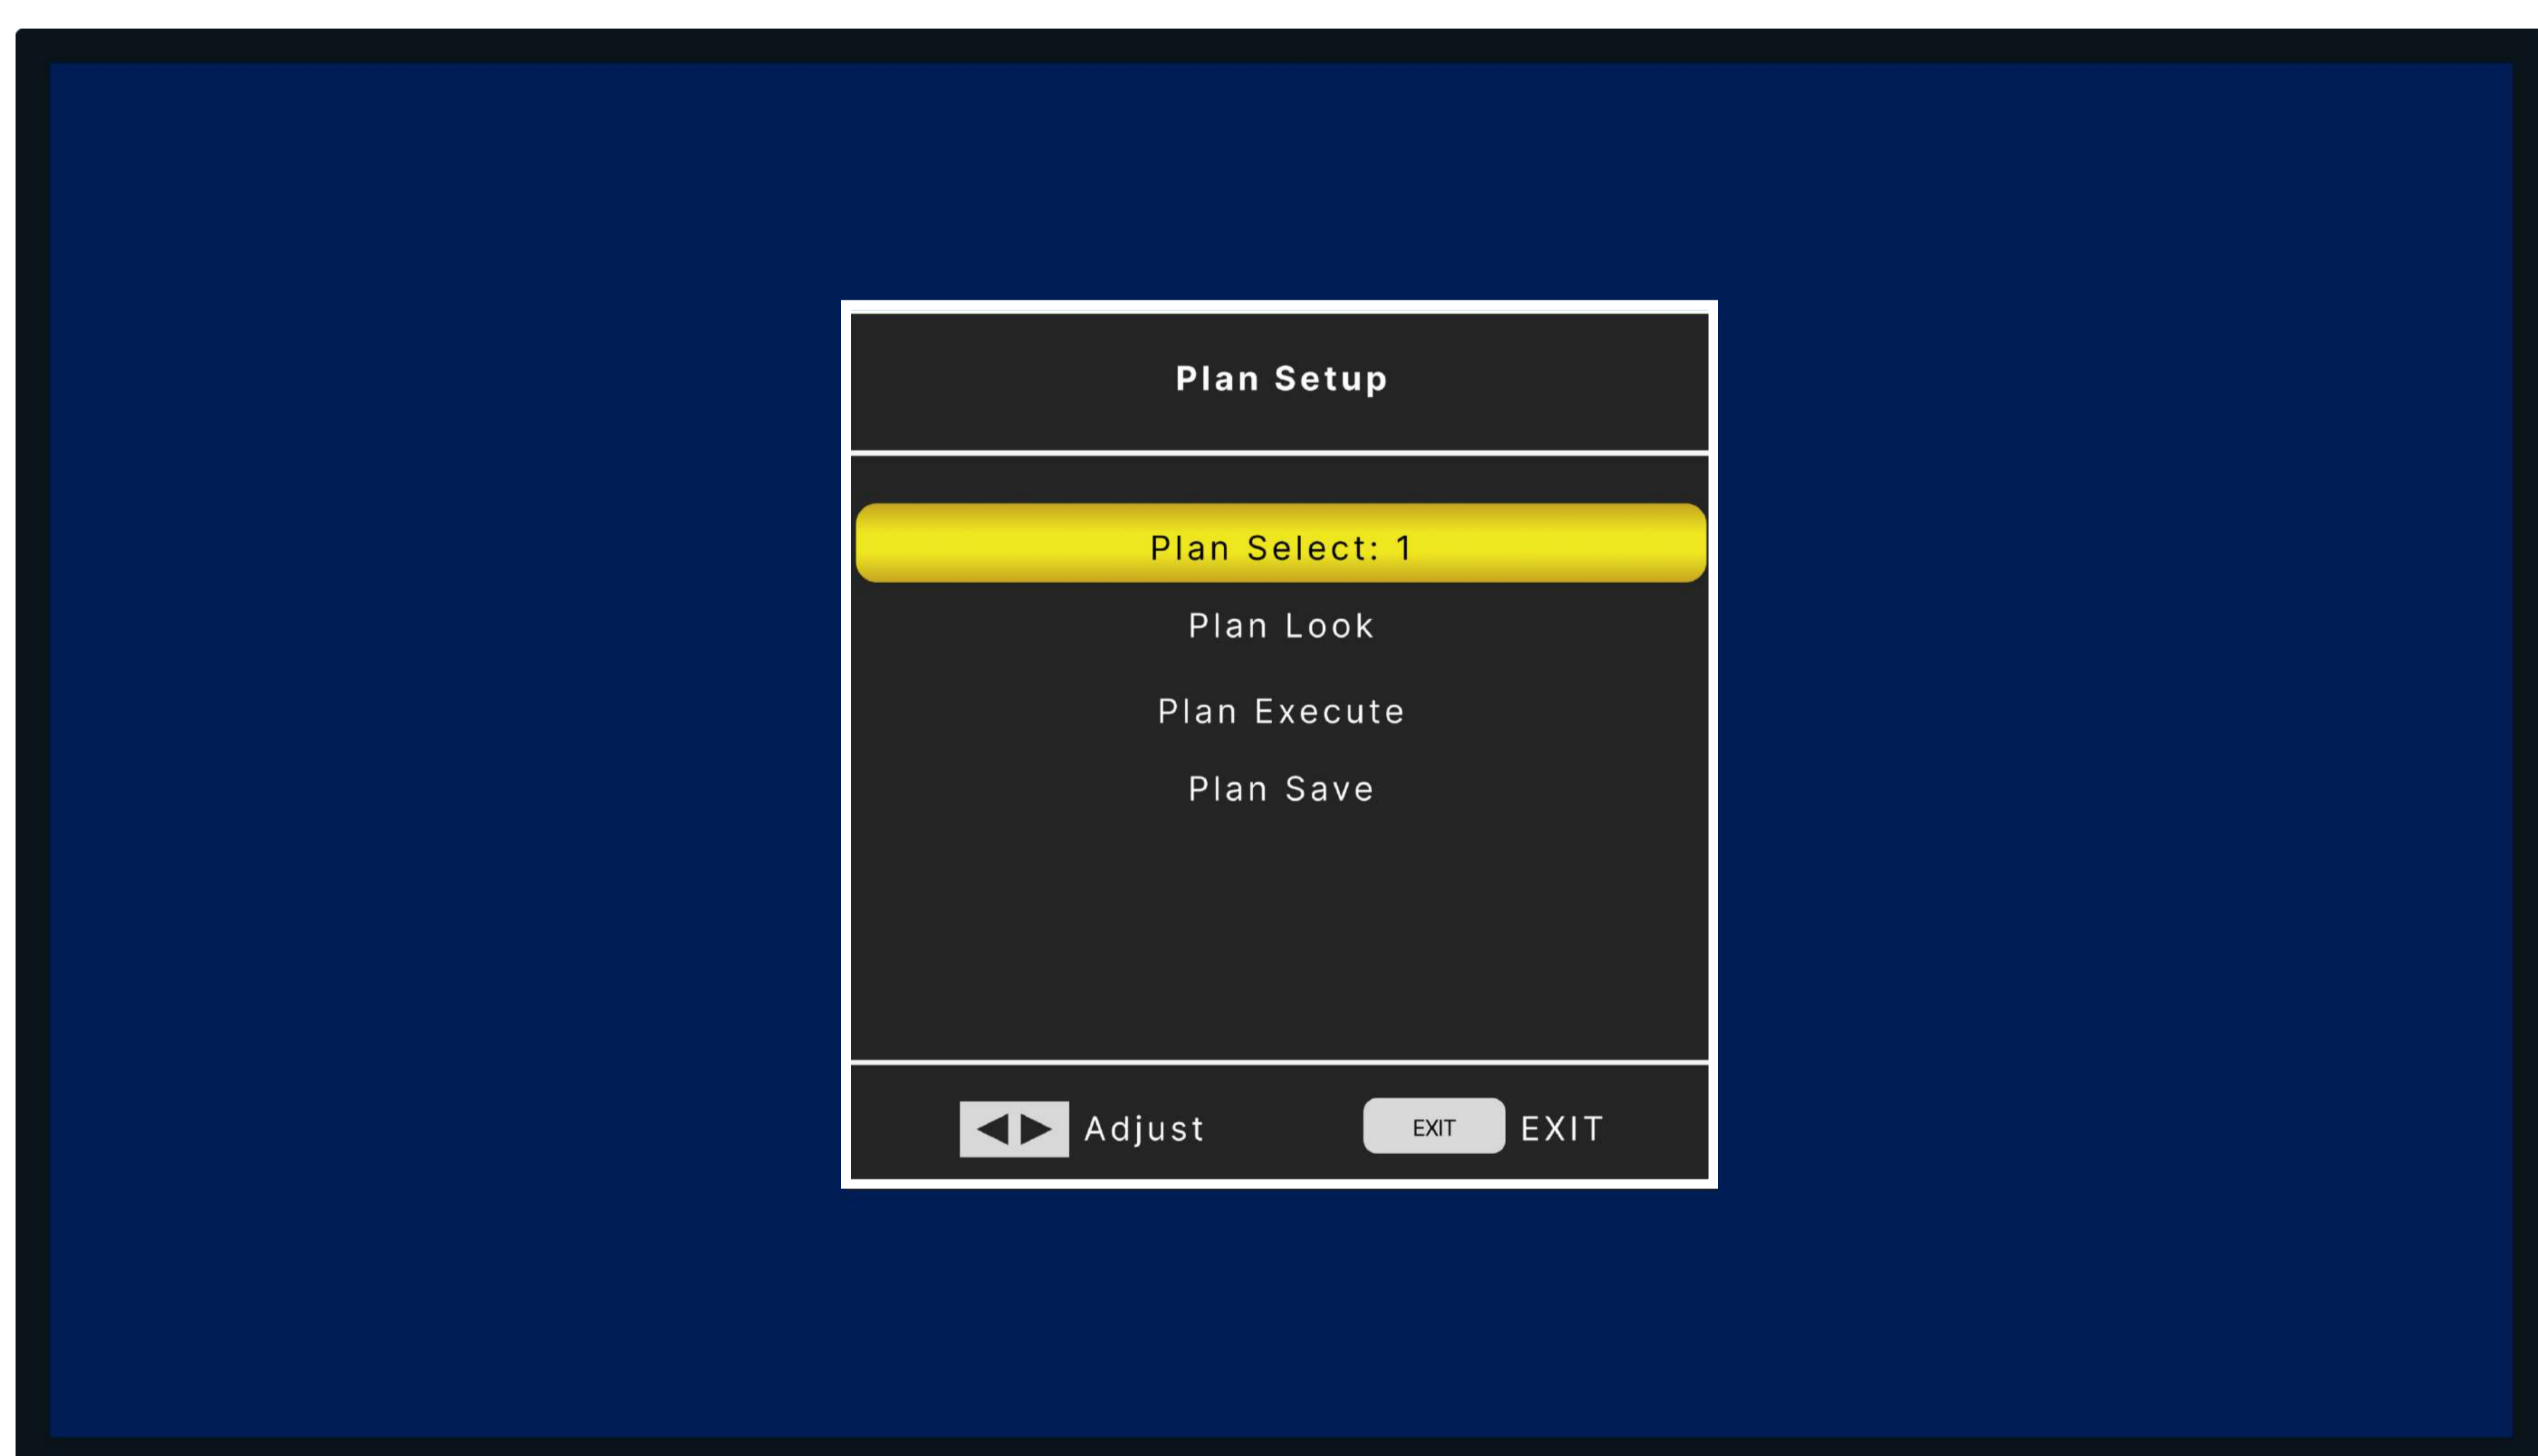 Plan Setup
Plan Select: 1
Plan Look
Plan Execute
Plan Save
Adjust EXIT EXIT